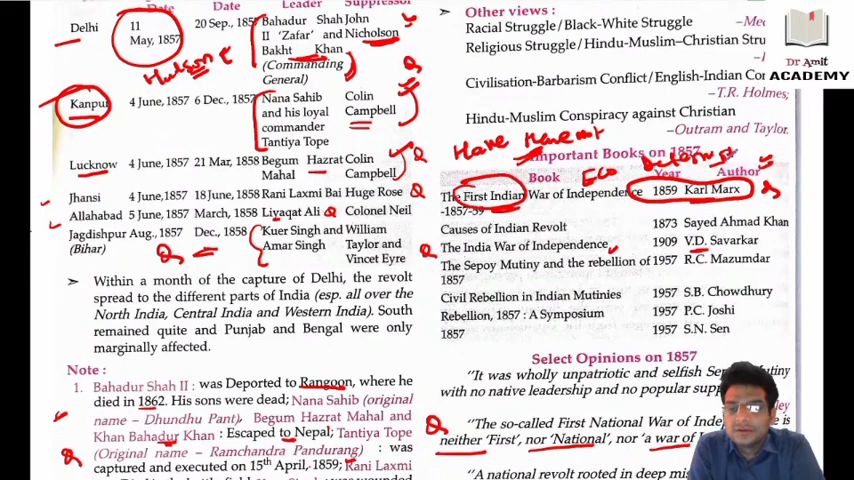 Date Date Leader Suppressor
Delhi 11 May, 1857 20 Sep., 1857 Bahadur Shah II 'Zafar' and Bakht Khan (Commanding General) John Nicholson
Hudson
Kanpur 4 June, 1857 6 Dec., 1857 Nana Sahib and his loyal commander Tantiya Tope Colin Campbell
Lucknow 4 June, 1857 21 Mar, 1858 Begum Hazrat Mahal Colin Campbell
Jhansi 4 June, 1857 18 June, 1858 Rani Laxmi Bai Huge Rose
Allahabad 5 June, 1857 March, 1858 Liyaqat Ali Colonel Neil
Jagdishpur (Bihar) Aug., 1857 Dec., 1858 Kuer Singh and Amar Singh William Taylor and Vincet Eyre
➢ Within a month of the capture of Delhi, the revolt
spread to the different parts of India (esp. all over the
North India, Central India and Western India). South
remained quite and Punjab and Bengal were only
marginally affected.
Note :
1. Bahadur Shah II : was Deported to Rangoon, where he
died in 1862. His sons were dead; Nana Sahib (original
name – Dhundhu Pant), Begum Hazrat Mahal and
Khan Bahadur Khan : Escaped to Nepal; Tantiya Tope
(Original name – Ramchandra Pandurang) : was
captured and executed on 15th April, 1859; Rani Laxmi
➢ Other views :
Racial Struggle / Black-White Struggle
Religious Struggle / Hindu-Muslim–Christian
Civilisation-Barbarism Conflict / English-Indian
–T.R. Holmes;
Hindu-Muslim Conspiracy against Christian
–Outram and Taylor.
Have Have not
Important Books on 1857
Eco
Book Year Author
The First Indian War of Independence -1857-59 1859 Karl Marx
Causes of Indian Revolt 1873 Sayed Ahmad Khan
The India War of Independence 1909 V.D. Savarkar
The Sepoy Mutiny and the rebellion of 1857 1957 R.C. Mazumdar
Civil Rebellion in Indian Mutinies 1957 S.B. Chowdhury
Rebellion, 1857 : A Symposium 1957 P.C. Joshi
1857 1957 S.N. Sen
Select Opinions on 1857
"It was wholly unpatriotic and selfish
with no native leadership and no popular
"The so-called First National War of
neither 'First', nor 'National', nor 'a war of
"A national revolt rooted in deep
Dr Amit
ACADEMY